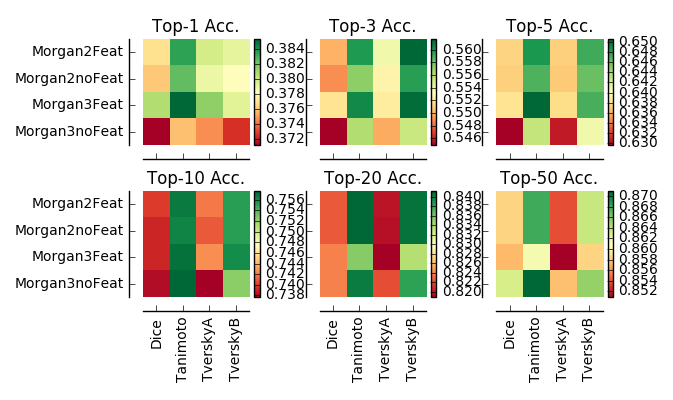 Top-1 Acc.
Top-3 Acc.
Top-5 Acc.
Morgan2Feat
Morgan2noFeat
Morgan3Feat
Morgan3noFeat
0.384
0.382
0.380
0.378
0.376
0.374
0.372
0.560
0.558
0.556
0.554
0.552
0.550
0.548
0.546
0.650
0.648
0.646
0.644
0.642
0.640
0.638
0.636
0.634
0.632
0.630
Top-10 Acc.
Top-20 Acc.
Top-50 Acc.
Morgan2Feat
Morgan2noFeat
Morgan3Feat
Morgan3noFeat
0.756
0.754
0.752
0.750
0.748
0.746
0.744
0.742
0.740
0.738
0.840
0.838
0.836
0.834
0.832
0.830
0.828
0.826
0.824
0.822
0.820
0.870
0.868
0.866
0.864
0.862
0.860
0.858
0.856
0.854
0.852
Dice
Tanimoto
TverskyA
TverskyB
Dice
Tanimoto
TverskyA
TverskyB
Dice
Tanimoto
TverskyA
TverskyB